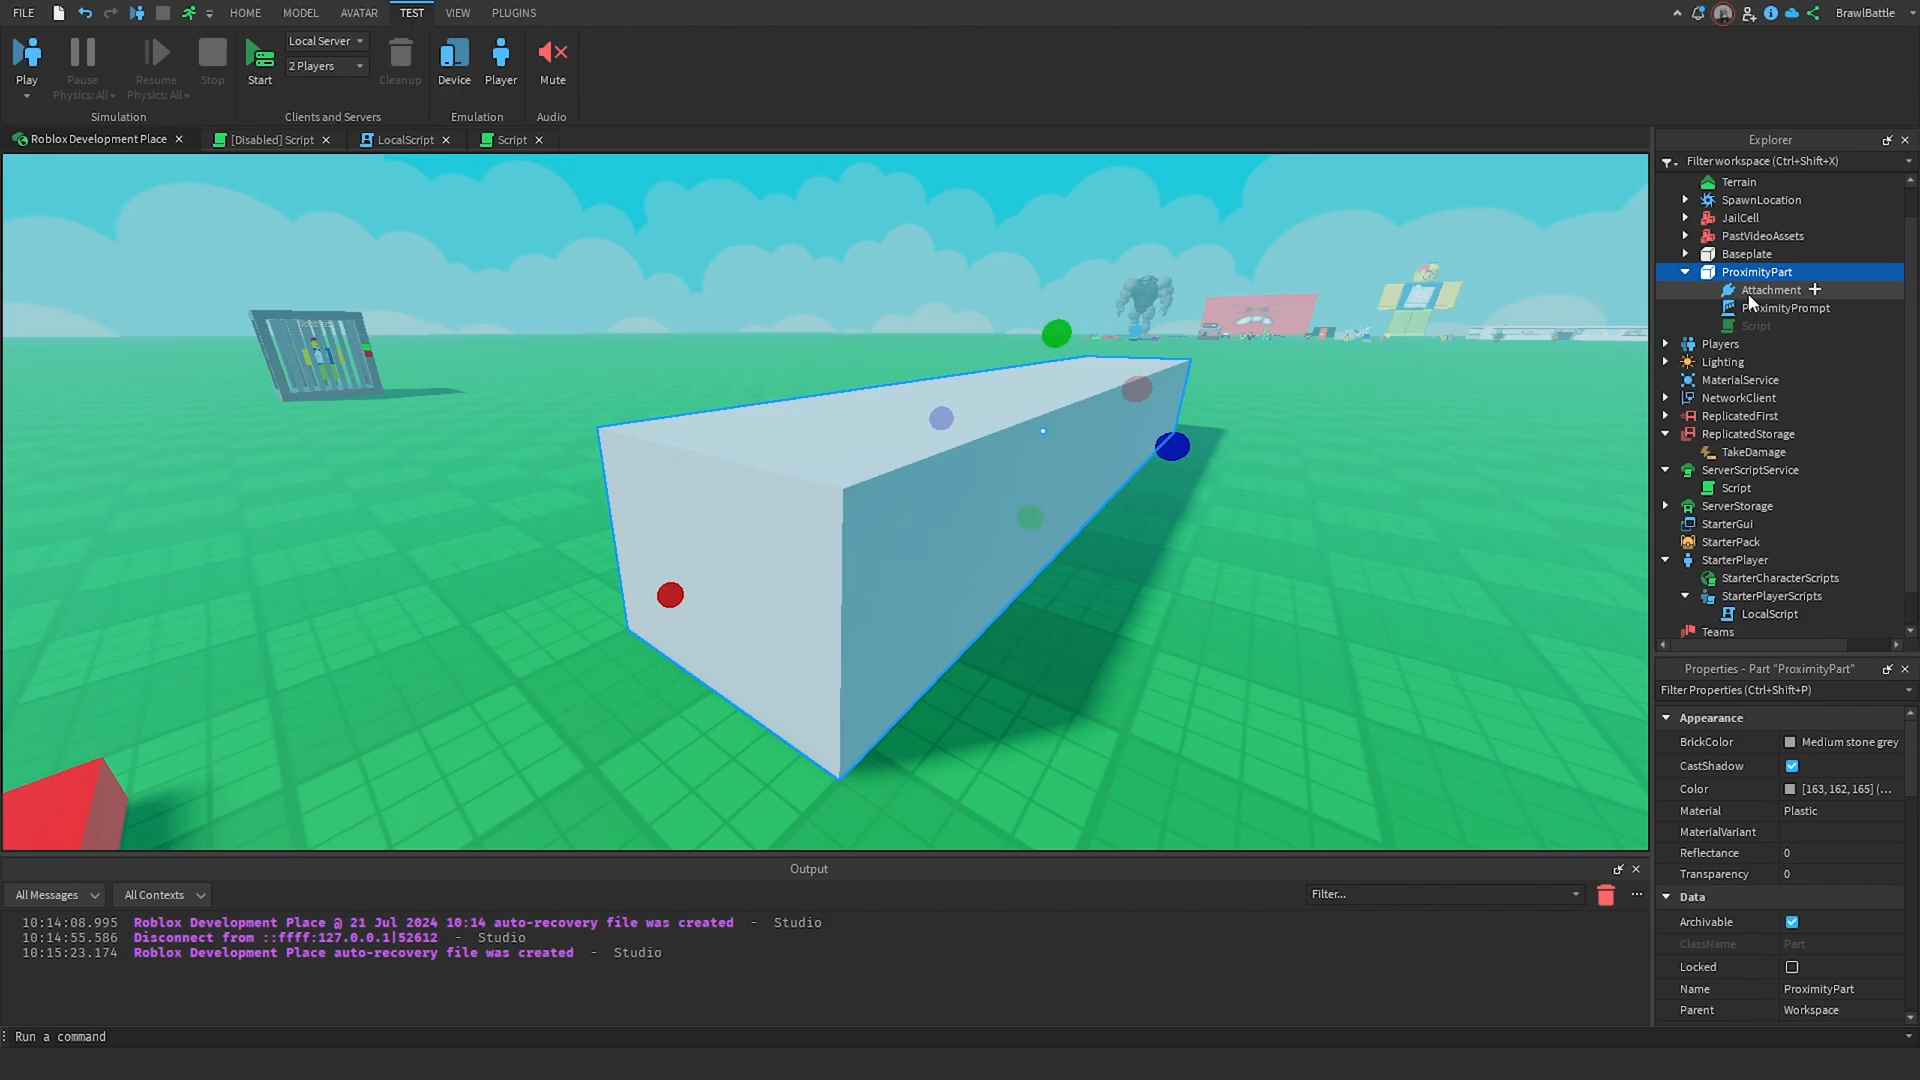 FILE HOME MODEL AVATAR TEST VIEW PLUGINS BrawlBattle
Play Pause Resume Stop Start Local Server 2 Players Cleanup Device Player Mute
Physics: All Physics: All
Simulation Clients and Servers Emulation Audio
Roblox Development Place [Disabled] Script LocalScript Script
Explorer
Filter workspace (Ctrl+Shift+X)
Terrain
SpawnLocation
JailCell
PastVideoAssets
Baseplate
ProximityPart
Attachment
ProximityPrompt
Script
Players
Lighting
MaterialService
NetworkClient
ReplicatedFirst
ReplicatedStorage
TakeDamage
ServerScriptService
Script
ServerStorage
StarterGui
StarterPack
StarterPlayer
StarterCharacterScripts
StarterPlayerScripts
LocalScript
Teams
Properties - Part "ProximityPart"
Filter Properties (Ctrl+Shift+P)
Appearance
BrickColor Medium stone grey
CastShadow
Color [163, 162, 165] (...
Material Plastic
MaterialVariant
Reflectance 0
Transparency 0
Data
Archivable
ClassName Part
Locked
Name ProximityPart
Parent Workspace
Output
All Messages All Contexts Filter...
10:14:08.995 Roblox Development Place @ 21 Jul 2024 10:14 auto-recovery file was created - Studio
10:14:55.586 Disconnect from ::ffff:127.0.0.1|52612 - Studio
10:15:23.174 Roblox Development Place auto-recovery file was created - Studio
Run a command